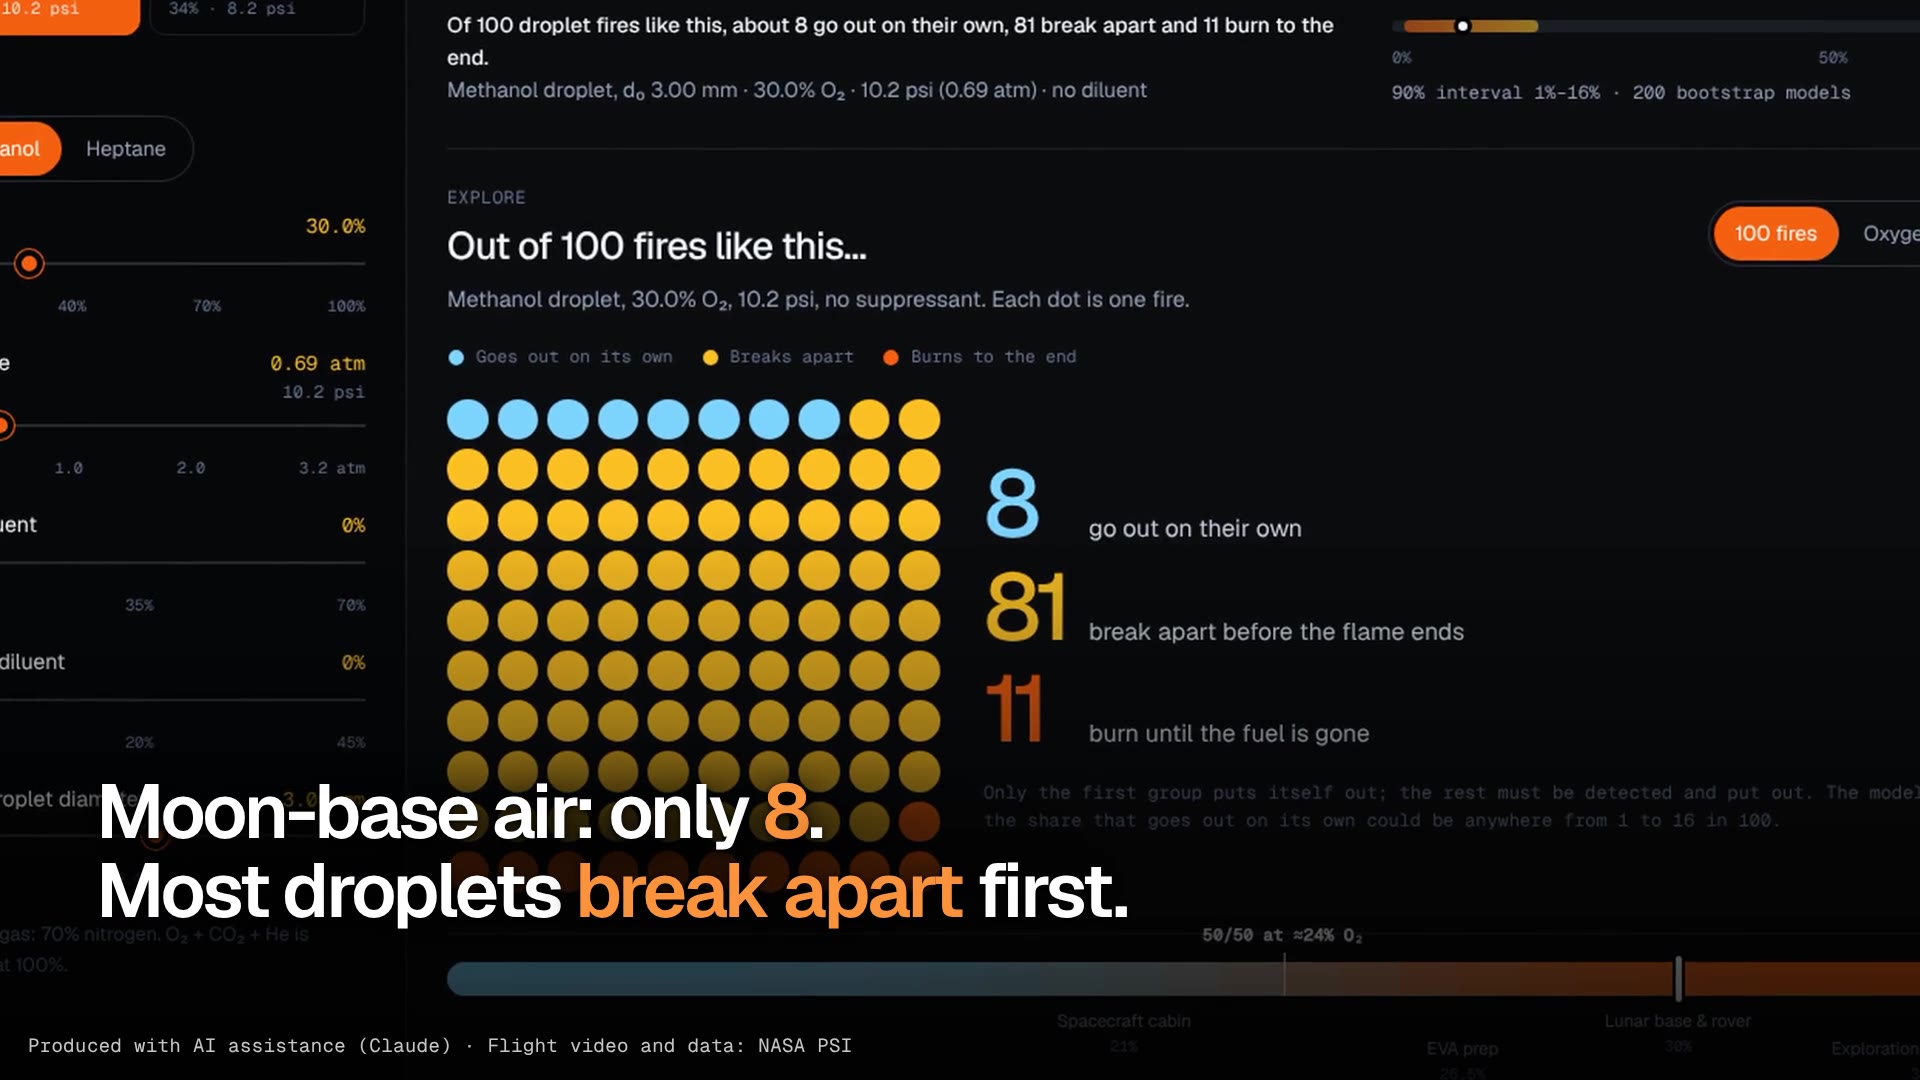 10.2 psi
34% · 8.2 psi
Of 100 droplet fires like this, about 8 go out on their own, 81 break apart and 11 burn to the
end.
Methanol droplet, d₀ 3.00 mm · 30.0% O₂ · 10.2 psi (0.69 atm) · no diluent
0%
50%
90% interval 1%–16% · 200 bootstrap models
anol
Heptane
30.0%
40%
70%
100%
e
0.69 atm
10.2 psi
1.0
2.0
3.2 atm
uent
0%
35%
70%
diluent
0%
20%
45%
EXPLORE
Out of 100 fires like this...
100 fires
Oxyge
Methanol droplet, 30.0% O₂, 10.2 psi, no suppressant. Each dot is one fire.
Goes out on its own
Breaks apart
Burns to the end
8 go out on their own
81 break apart before the flame ends
11 burn until the fuel is gone
Only the first group puts itself out; the rest must be detected and put out. The model
the share that goes out on its own could be anywhere from 1 to 16 in 100.
Moon-base air: only 8.
Most droplets break apart first.
gas: 70% nitrogen. O₂ + CO₂ + He is
at 100%.
50/50 at ≈24% O₂
Spacecraft cabin
21%
EVA prep
26.5%
Lunar base & rover
30%
Exploration
Produced with AI assistance (Claude) · Flight video and data: NASA PSI